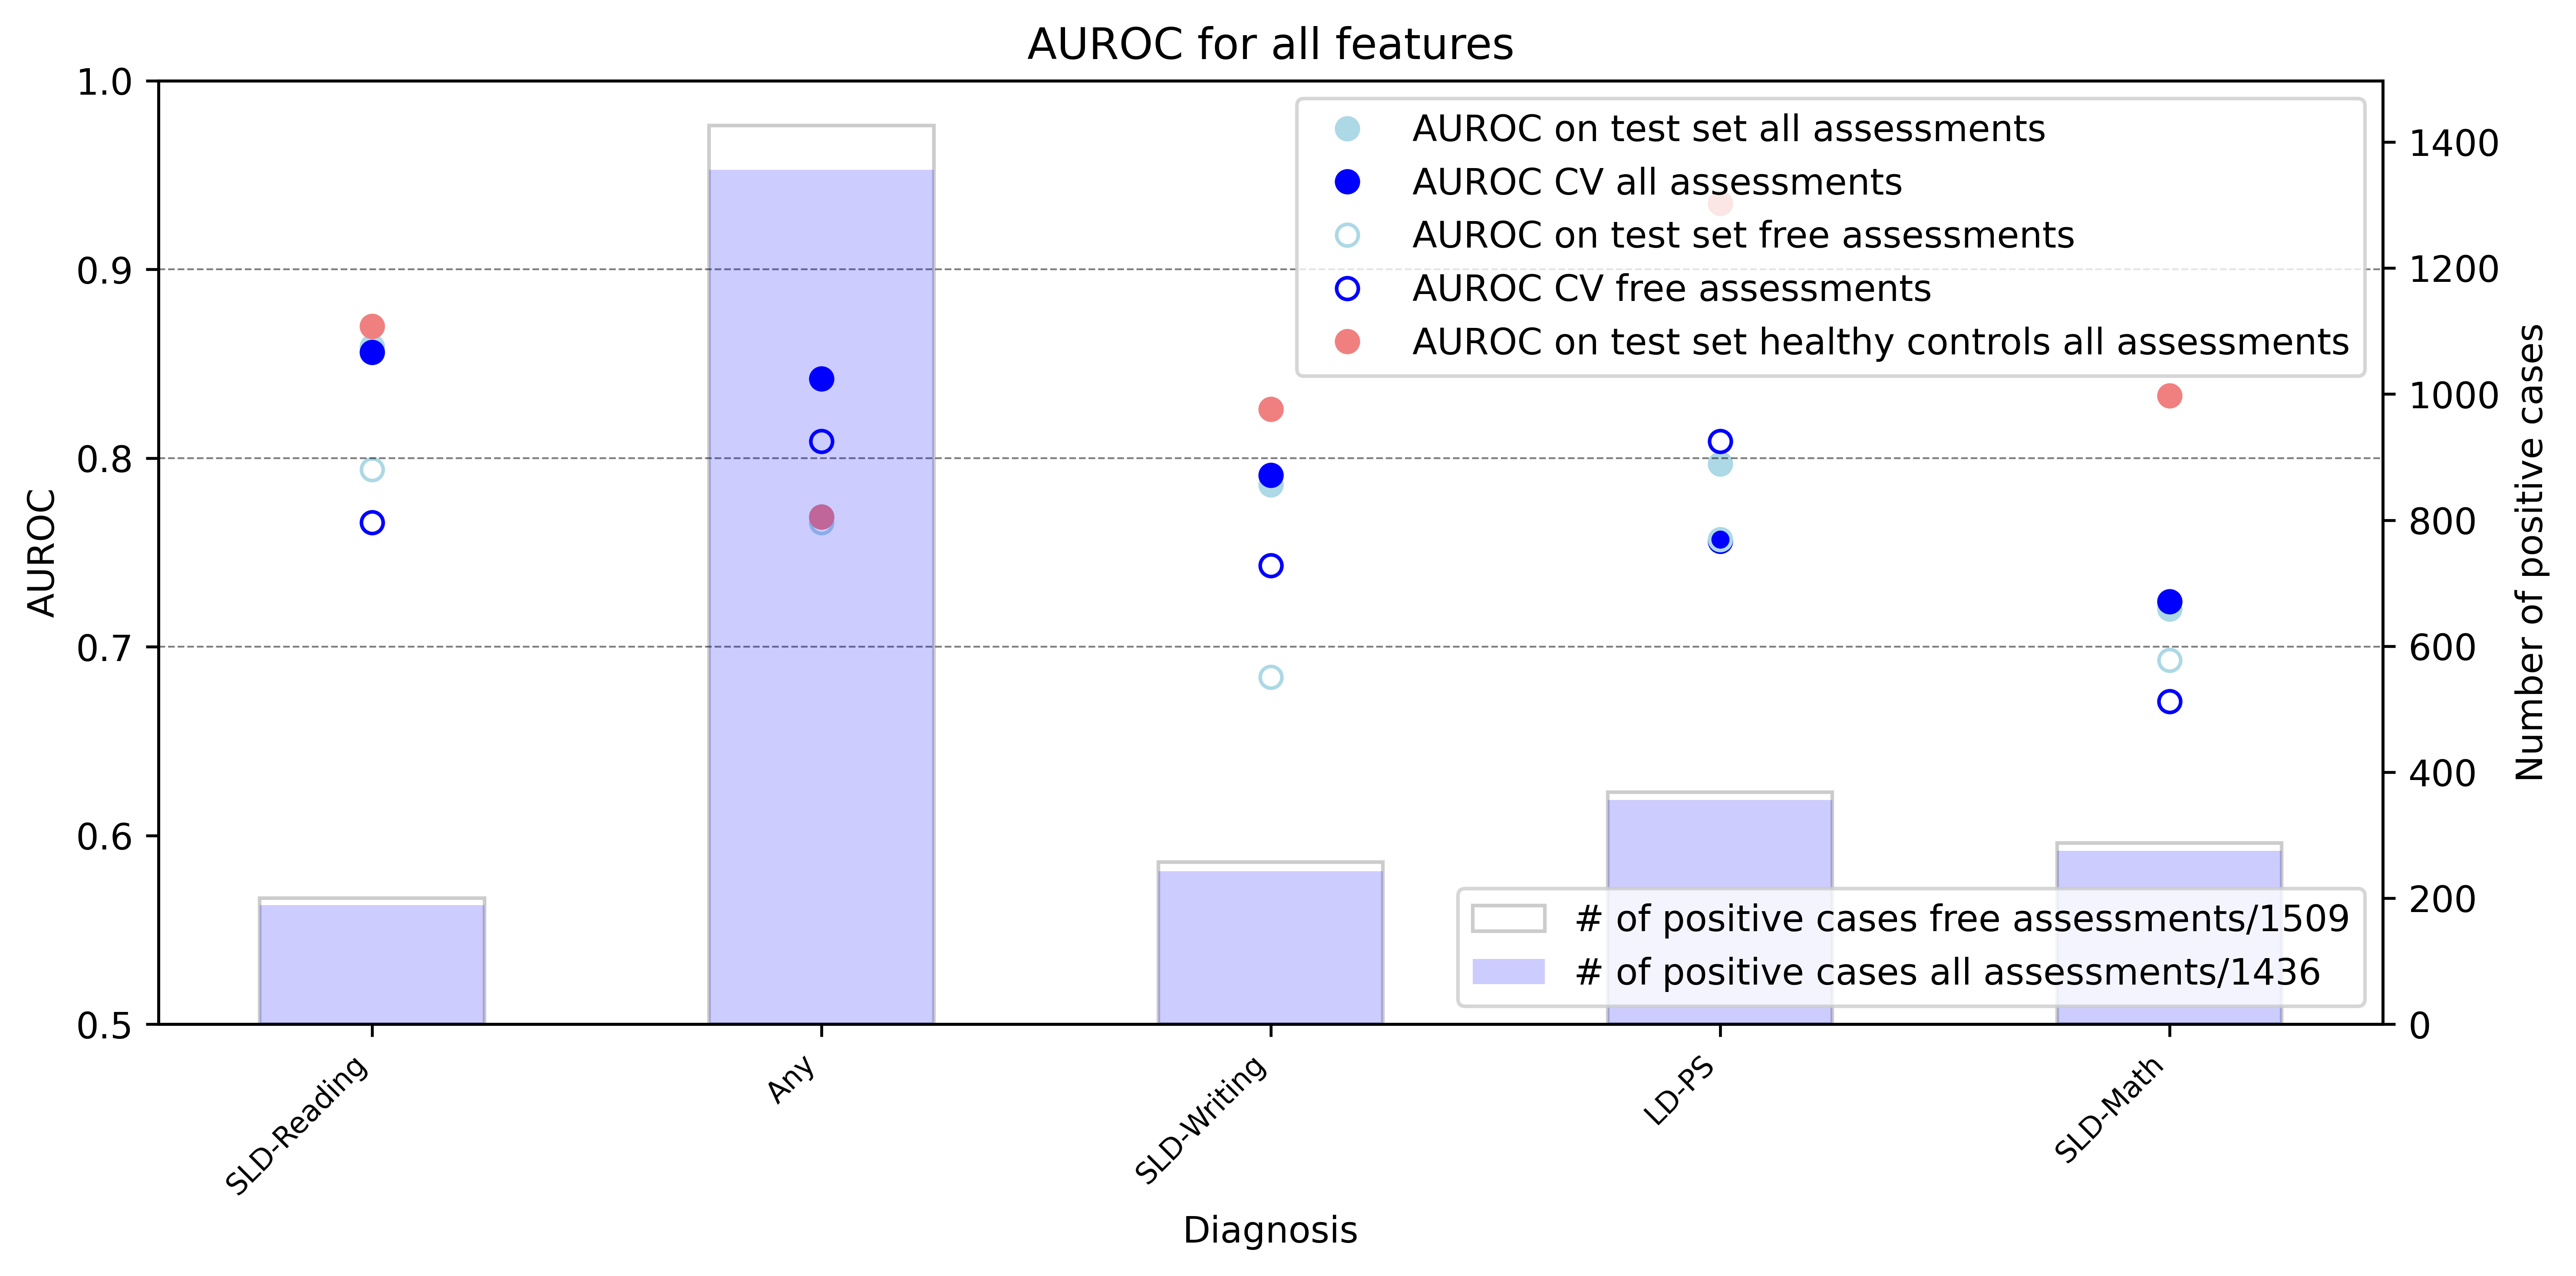 AUROC for all features
1.0
0.9
0.8
0.7
0.6
0.5
AUROC
AUROC on test set all assessments
AUROC CV all assessments
AUROC on test set free assessments
AUROC CV free assessments
AUROC on test set healthy controls all assessments
# of positive cases free assessments/1509
# of positive cases all assessments/1436
1400
1200
1000
800
600
400
200
0
Number of positive cases
SLD-Reading
Any
SLD-Writing
LD-PS
SLD-Math
Diagnosis